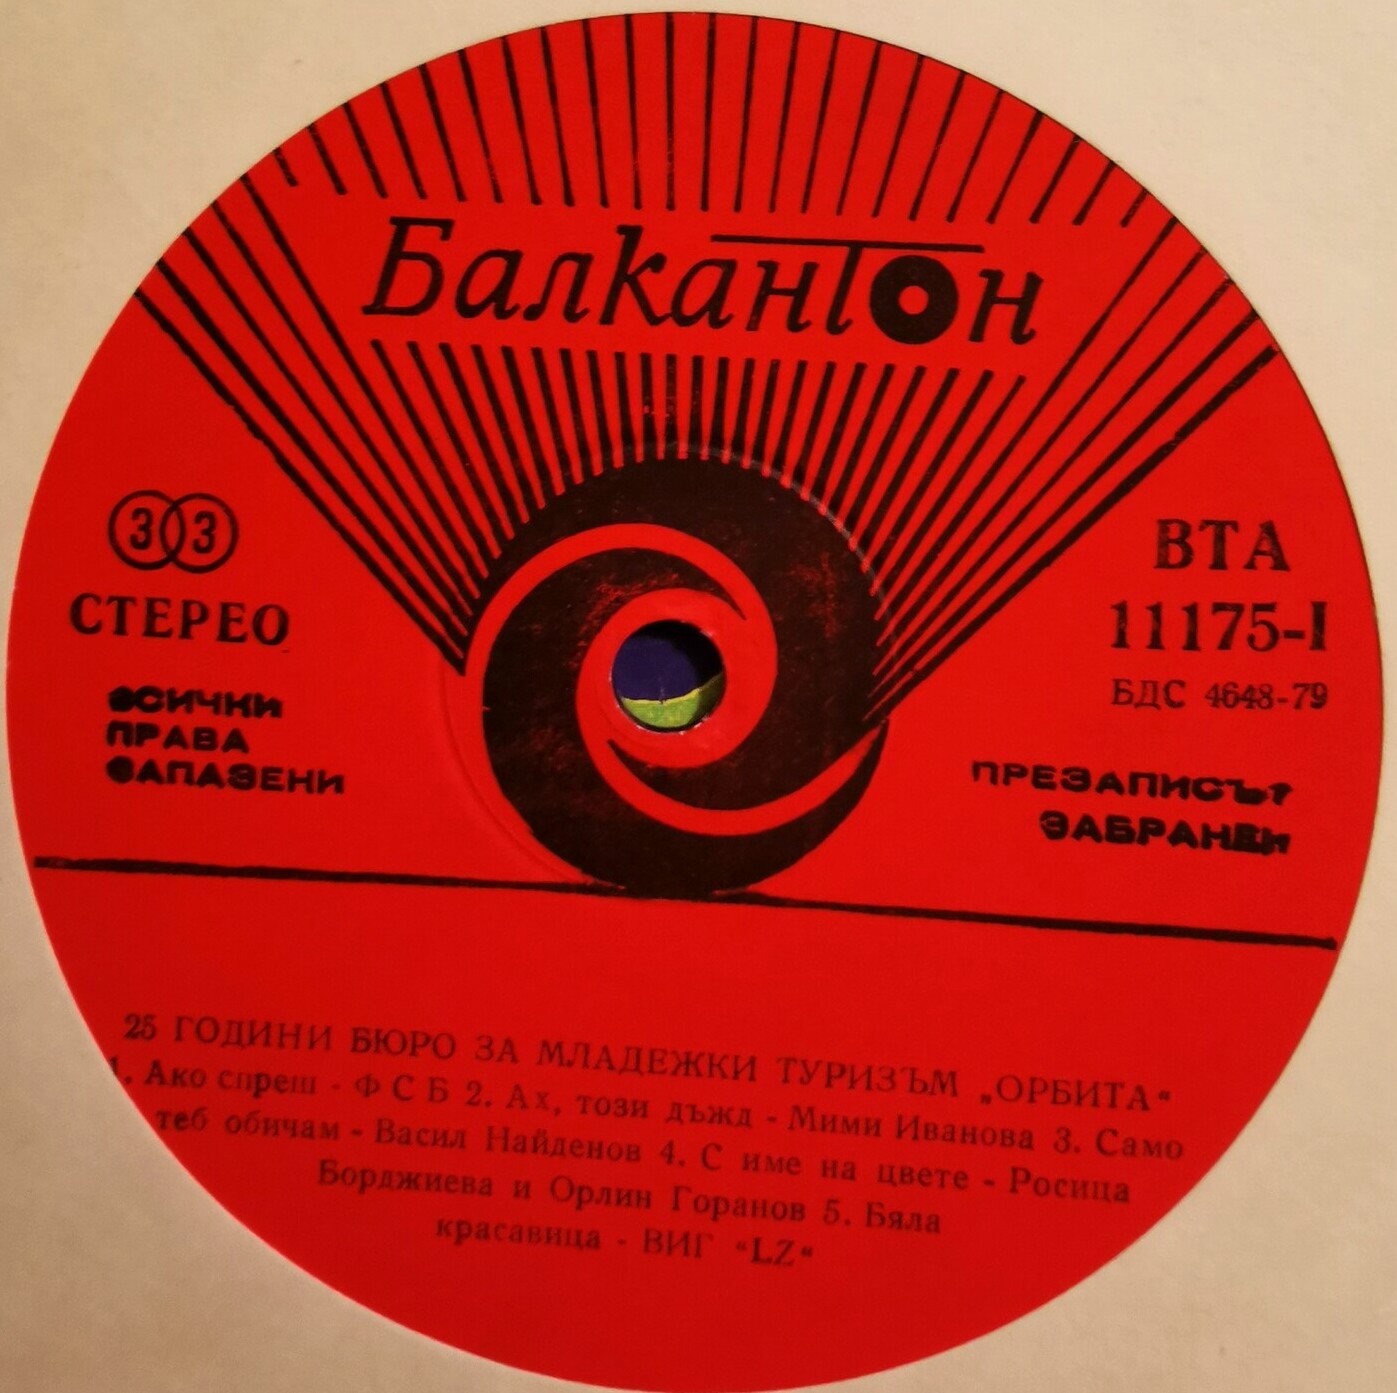 Балкантон
33
СТЕРЕО
ВСИЧКИ
ПРАВА
ЗАПАЗЕНИ
ВТА
11175-I
БДС 4648-79
ПРЕЗАПИСЪТ
ЗАБРАНЕН
25 ГОДИНИ БЮРО ЗА МЛАДЕЖКИ ТУРИЗЪМ „ОРБИТА“
1. Ако спреш - Ф С Б 2. Ах, този дъжд - Мими Иванова 3. Само
теб обичам - Васил Найденов 4. С име на цвете - Росица
Борджиева и Орлин Горанов 5. Бяла
красавица - ВИГ “LZ“